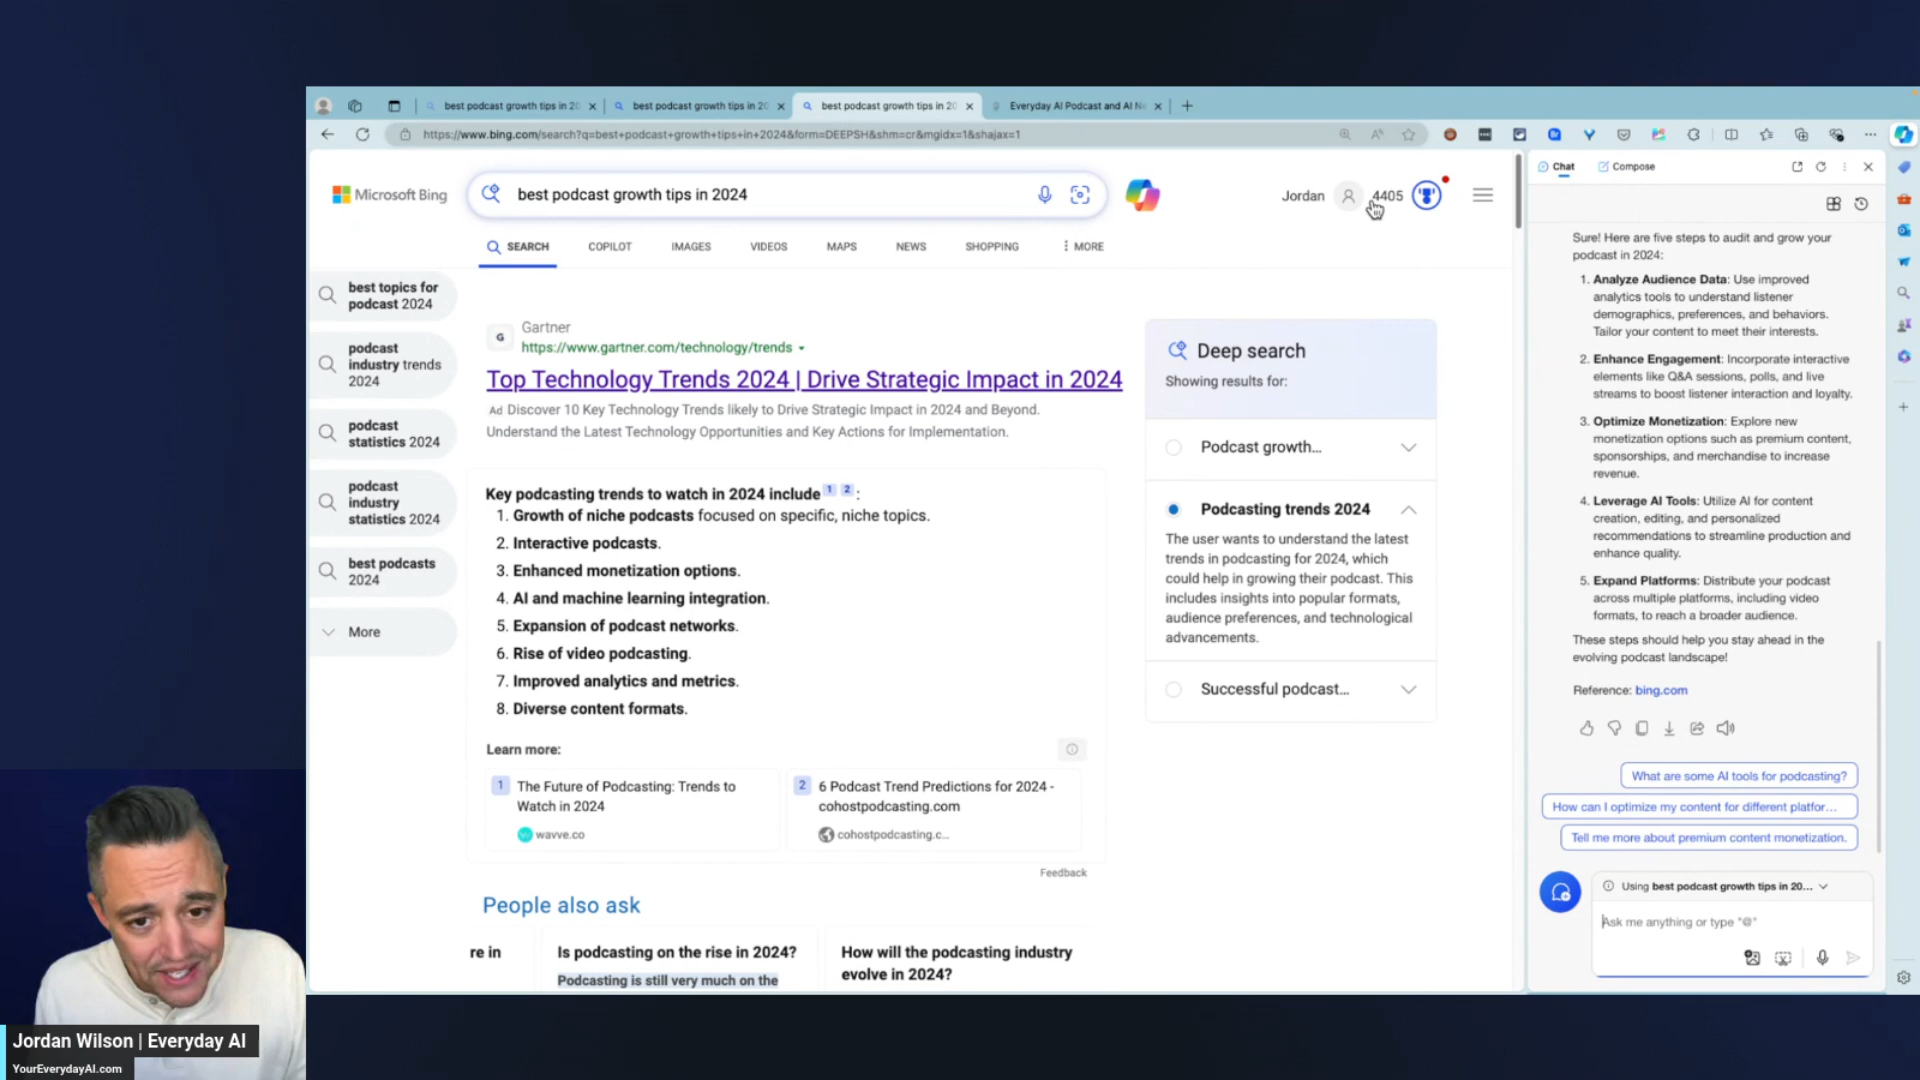 best podcast growth tips in 20
best podcast growth tips in 20
best podcast growth tips in 20
Everyday AI Podcast and AI Ne
https://www.bing.com/search?q=best+podcast+growth+tips+in+2024&form=DEEPSH&shm=cr&mgidx=1&shajax=1
Microsoft Bing
best podcast growth tips in 2024
Jordan
4405
SEARCH
COPILOT
IMAGES
VIDEOS
MAPS
NEWS
SHOPPING
MORE
best topics for
podcast 2024
podcast
industry trends
2024
podcast
statistics 2024
podcast
industry
statistics 2024
best podcasts
2024
More
G
Gartner
https://www.gartner.com/technology/trends
Top Technology Trends 2024 | Drive Strategic Impact in 2024
Ad Discover 10 Key Technology Trends likely to Drive Strategic Impact in 2024 and Beyond.
Understand the Latest Technology Opportunities and Key Actions for Implementation.
Key podcasting trends to watch in 2024 include 1 2 :
1. Growth of niche podcasts focused on specific, niche topics.
2. Interactive podcasts.
3. Enhanced monetization options.
4. AI and machine learning integration.
5. Expansion of podcast networks.
6. Rise of video podcasting.
7. Improved analytics and metrics.
8. Diverse content formats.
Learn more:
1 The Future of Podcasting: Trends to
Watch in 2024
wavve.co
2 6 Podcast Trend Predictions for 2024 -
cohostpodcasting.com
cohostpodcasting.c...
Feedback
People also ask
re in
Is podcasting on the rise in 2024?
Podcasting is still very much on the
How will the podcasting industry
evolve in 2024?
Deep search
Showing results for:
Podcast growth...
Podcasting trends 2024
The user wants to understand the latest
trends in podcasting for 2024, which
could help in growing their podcast. This
includes insights into popular formats,
audience preferences, and technological
advancements.
Successful podcast...
Chat
Compose
Sure! Here are five steps to audit and grow your
podcast in 2024:
1. Analyze Audience Data: Use improved
analytics tools to understand listener
demographics, preferences, and behaviors.
Tailor your content to meet their interests.
2. Enhance Engagement: Incorporate interactive
elements like Q&A sessions, polls, and live
streams to boost listener interaction and loyalty.
3. Optimize Monetization: Explore new
monetization options such as premium content,
sponsorships, and merchandise to increase
revenue.
4. Leverage AI Tools: Utilize AI for content
creation, editing, and personalized
recommendations to streamline production and
enhance quality.
5. Expand Platforms: Distribute your podcast
across multiple platforms, including video
formats, to reach a broader audience.
These steps should help you stay ahead in the
evolving podcast landscape!
Reference: bing.com
What are some AI tools for podcasting?
How can I optimize my content for different platfor...
Tell me more about premium content monetization.
Using best podcast growth tips in 20...
Ask me anything or type "@"
Jordan Wilson | Everyday AI
YourEverydayAI.com